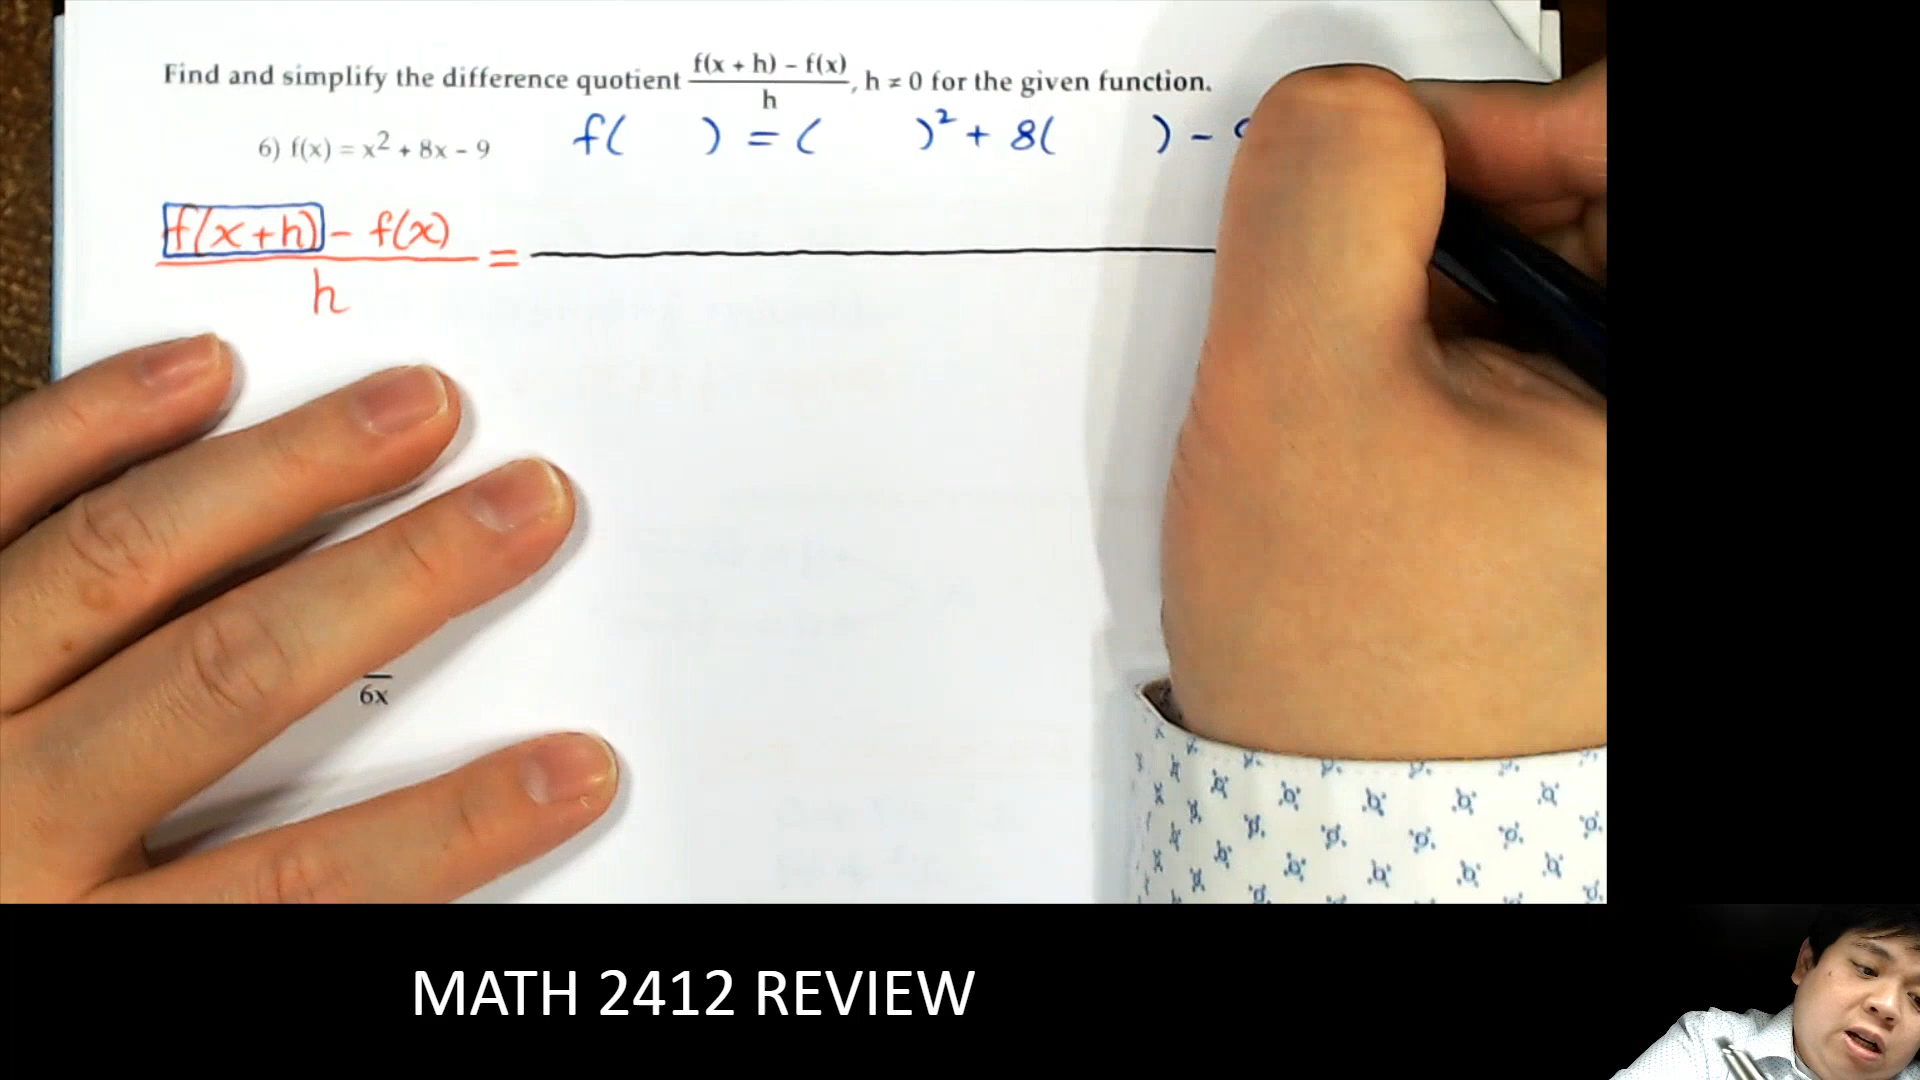 Find and simplify the difference quotient f(x + h) − f(x) / h , h ≠ 0 for the given function.
6) f(x) = x² + 8x − 9
f(     ) = (     )² + 8(     ) −
f(x+h) − f(x) / h =
6x
MATH 2412 REVIEW